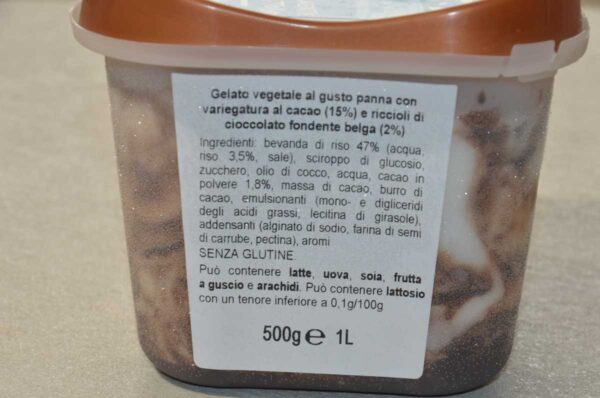 Gelato vegetale al gusto panna con
variegatura al cacao (15%) e riccioli di
cioccolato fondente belga (2%)
Ingredienti: bevanda di riso 47% (acqua,
riso 3,5%, sale), sciroppo di glucosio,
zucchero, olio di cocco, acqua, cacao in
polvere 1,8%, massa di cacao, burro di
cacao, emulsionanti (mono- e digliceridi
degli acidi grassi; lecitina di girasole),
addensanti (alginato di sodio, farina di semi
di carrube, pectina), aromi
SENZA GLUTINE.
Può contenere latte, uova, soia, frutta
a guscio e arachidi. Può contenere lattosio
con un tenore inferiore a 0,1g/100g
500g e 1L